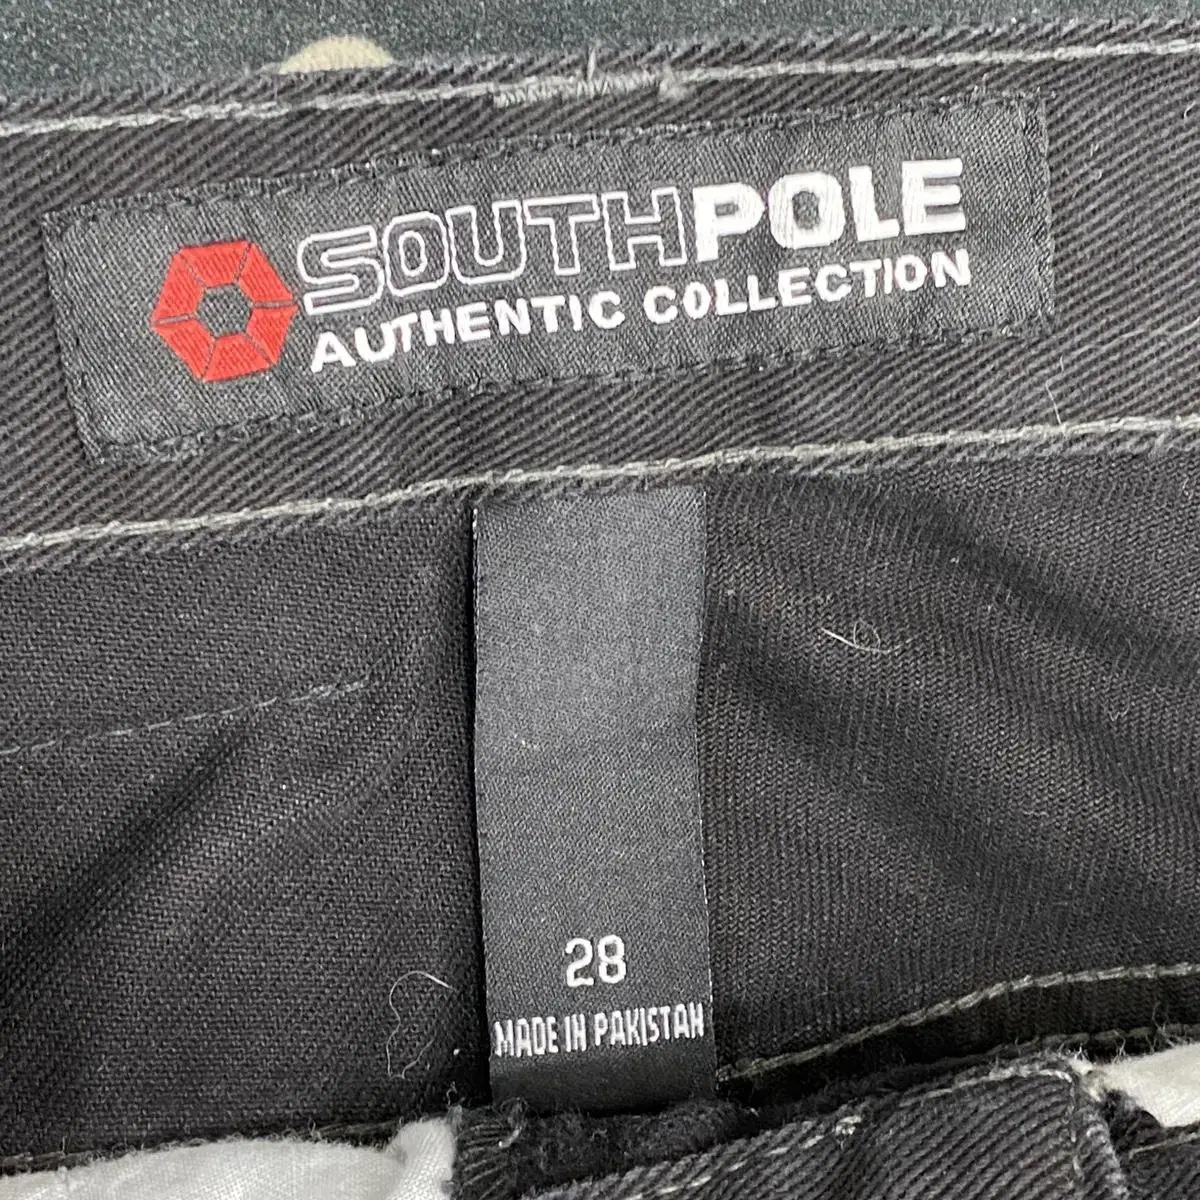 SOUTHPOLE
AUTHENTIC COLLECTION
28
MADE IN PAKISTAN